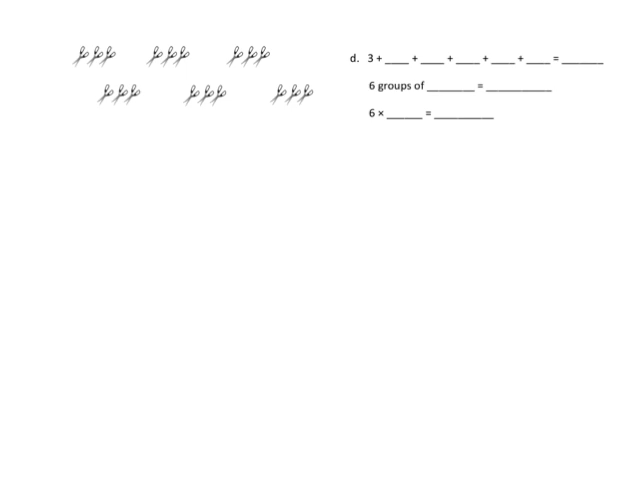 d. 3 + ____ + ____ + ____ + ____ + ____ = _______
6 groups of ________ = ___________
6 × ______ = __________